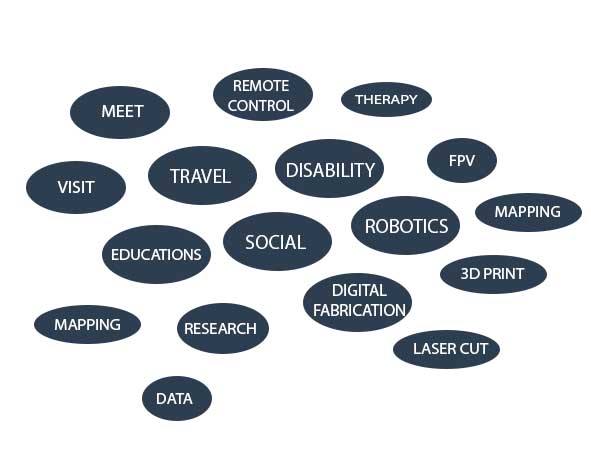 REMOTE
CONTROL
THERAPY
MEET
DISABILITY
FPV
TRAVEL
VISIT
MAPPING
ROBOTICS
SOCIAL
EDUCATIONS
3D PRINT
DIGITAL
FABRICATION
MAPPING
RESEARCH
LASER CUT
DATA